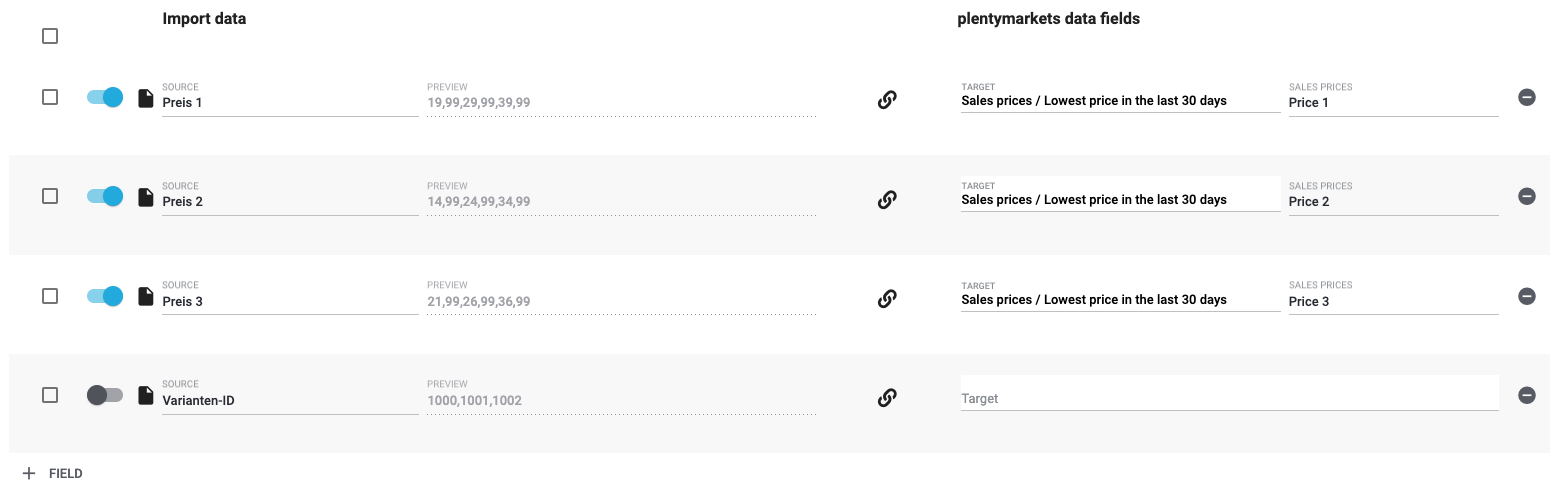 Import data
plentymarkets data fields
SOURCE
Preis 1
PREVIEW
19,99,29,99,39,99
TARGET
Sales prices / Lowest price in the last 30 days
SALES PRICES
Price 1
SOURCE
Preis 2
PREVIEW
14,99,24,99,34,99
TARGET
Sales prices / Lowest price in the last 30 days
SALES PRICES
Price 2
SOURCE
Preis 3
PREVIEW
21,99,26,99,36,99
TARGET
Sales prices / Lowest price in the last 30 days
SALES PRICES
Price 3
SOURCE
Varianten-ID
PREVIEW
1000,1001,1002
Target
FIELD